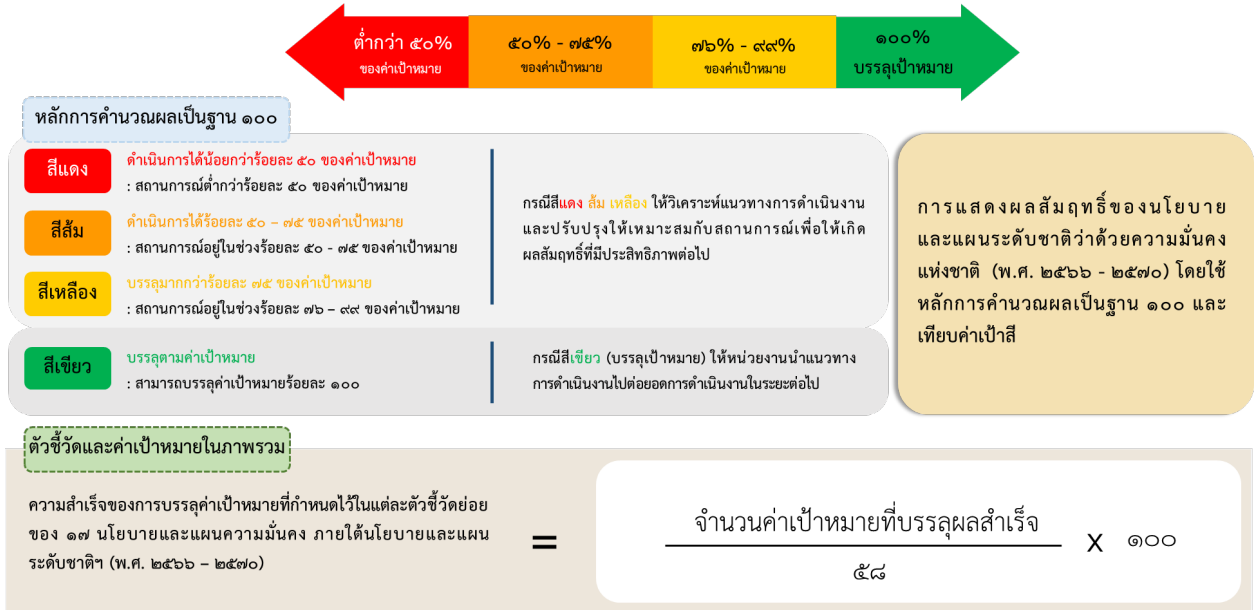 ต่ำกว่า ๕๐%
ของค่าเป้าหมาย
๕๐% - ๗๕%
ของค่าเป้าหมาย
๗๖% - ๙๙%
ของค่าเป้าหมาย
๑๐๐%
บรรลุเป้าหมาย
หลักการคำนวณผลเป็นฐาน ๑๐๐
สีแดง
ดำเนินการได้น้อยกว่าร้อยละ ๕๐ ของค่าเป้าหมาย
: สถานการณ์ต่ำกว่าร้อยละ ๕๐ ของค่าเป้าหมาย
สีส้ม
ดำเนินการได้ร้อยละ ๕๐ – ๗๕ ของค่าเป้าหมาย
: สถานการณ์อยู่ในช่วงร้อยละ ๕๐ - ๗๕ ของค่าเป้าหมาย
สีเหลือง
บรรลุมากกว่าร้อยละ ๗๕ ของค่าเป้าหมาย
: สถานการณ์อยู่ในช่วงร้อยละ ๗๖ – ๙๙ ของค่าเป้าหมาย
กรณีสีแดง ส้ม เหลือง ให้วิเคราะห์แนวทางการดำเนินงาน
และปรับปรุงให้เหมาะสมกับสถานการณ์เพื่อให้เกิด
ผลสัมฤทธิ์ที่มีประสิทธิภาพต่อไป
สีเขียว
บรรลุตามค่าเป้าหมาย
: สามารถบรรลุค่าเป้าหมายร้อยละ ๑๐๐
กรณีสีเขียว (บรรลุเป้าหมาย) ให้หน่วยงานนำแนวทาง
การดำเนินงานไปต่อยอดการดำเนินงานในระยะต่อไป
การแสดงผลสัมฤทธิ์ของนโยบาย
และแผนระดับชาติว่าด้วยความมั่นคง
แห่งชาติ (พ.ศ. ๒๕๖๖ - ๒๕๗๐) โดยใช้
หลักการคำนวณผลเป็นฐาน ๑๐๐ และ
เทียบค่าเป้าสี
ตัวชี้วัดและค่าเป้าหมายในภาพรวม
ความสำเร็จของการบรรลุค่าเป้าหมายที่กำหนดไว้ในแต่ละตัวชี้วัดย่อย
ของ ๑๗ นโยบายและแผนความมั่นคง ภายใต้นโยบายและแผน
ระดับชาติฯ (พ.ศ. ๒๕๖๖ – ๒๕๗๐)
=
จำนวนค่าเป้าหมายที่บรรลุผลสำเร็จ
๕๘
X ๑๐๐